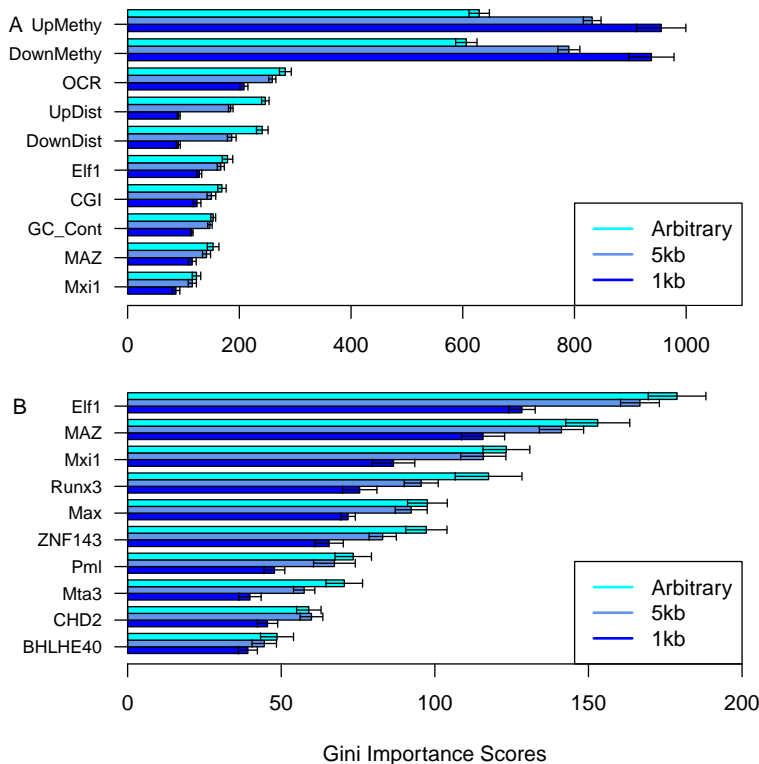 A
UpMethy
DownMethy
OCR
UpDist
DownDist
Elf1
CGI
GC_Cont
MAZ
Mxi1
Arbitrary
5kb
1kb
0 200 400 600 800 1000
B
Elf1
MAZ
Mxi1
Runx3
Max
ZNF143
Pml
Mta3
CHD2
BHLHE40
Arbitrary
5kb
1kb
0 50 100 150 200
Gini Importance Scores